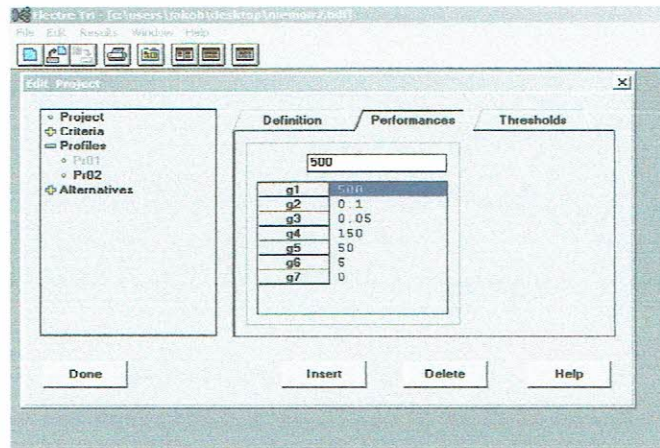 Electre Tri - [c:\users\jakob\desktop\memoir2.bdf]
File Edit Results Window Help
Edit Project
Project
Criteria
Profiles
Pr01
Pr02
Alternatives
Definition Performances Thresholds
500
g1 500
g2 0.1
g3 0.05
g4 150
g5 50
g6
g7 0
Done Insert Delete Help